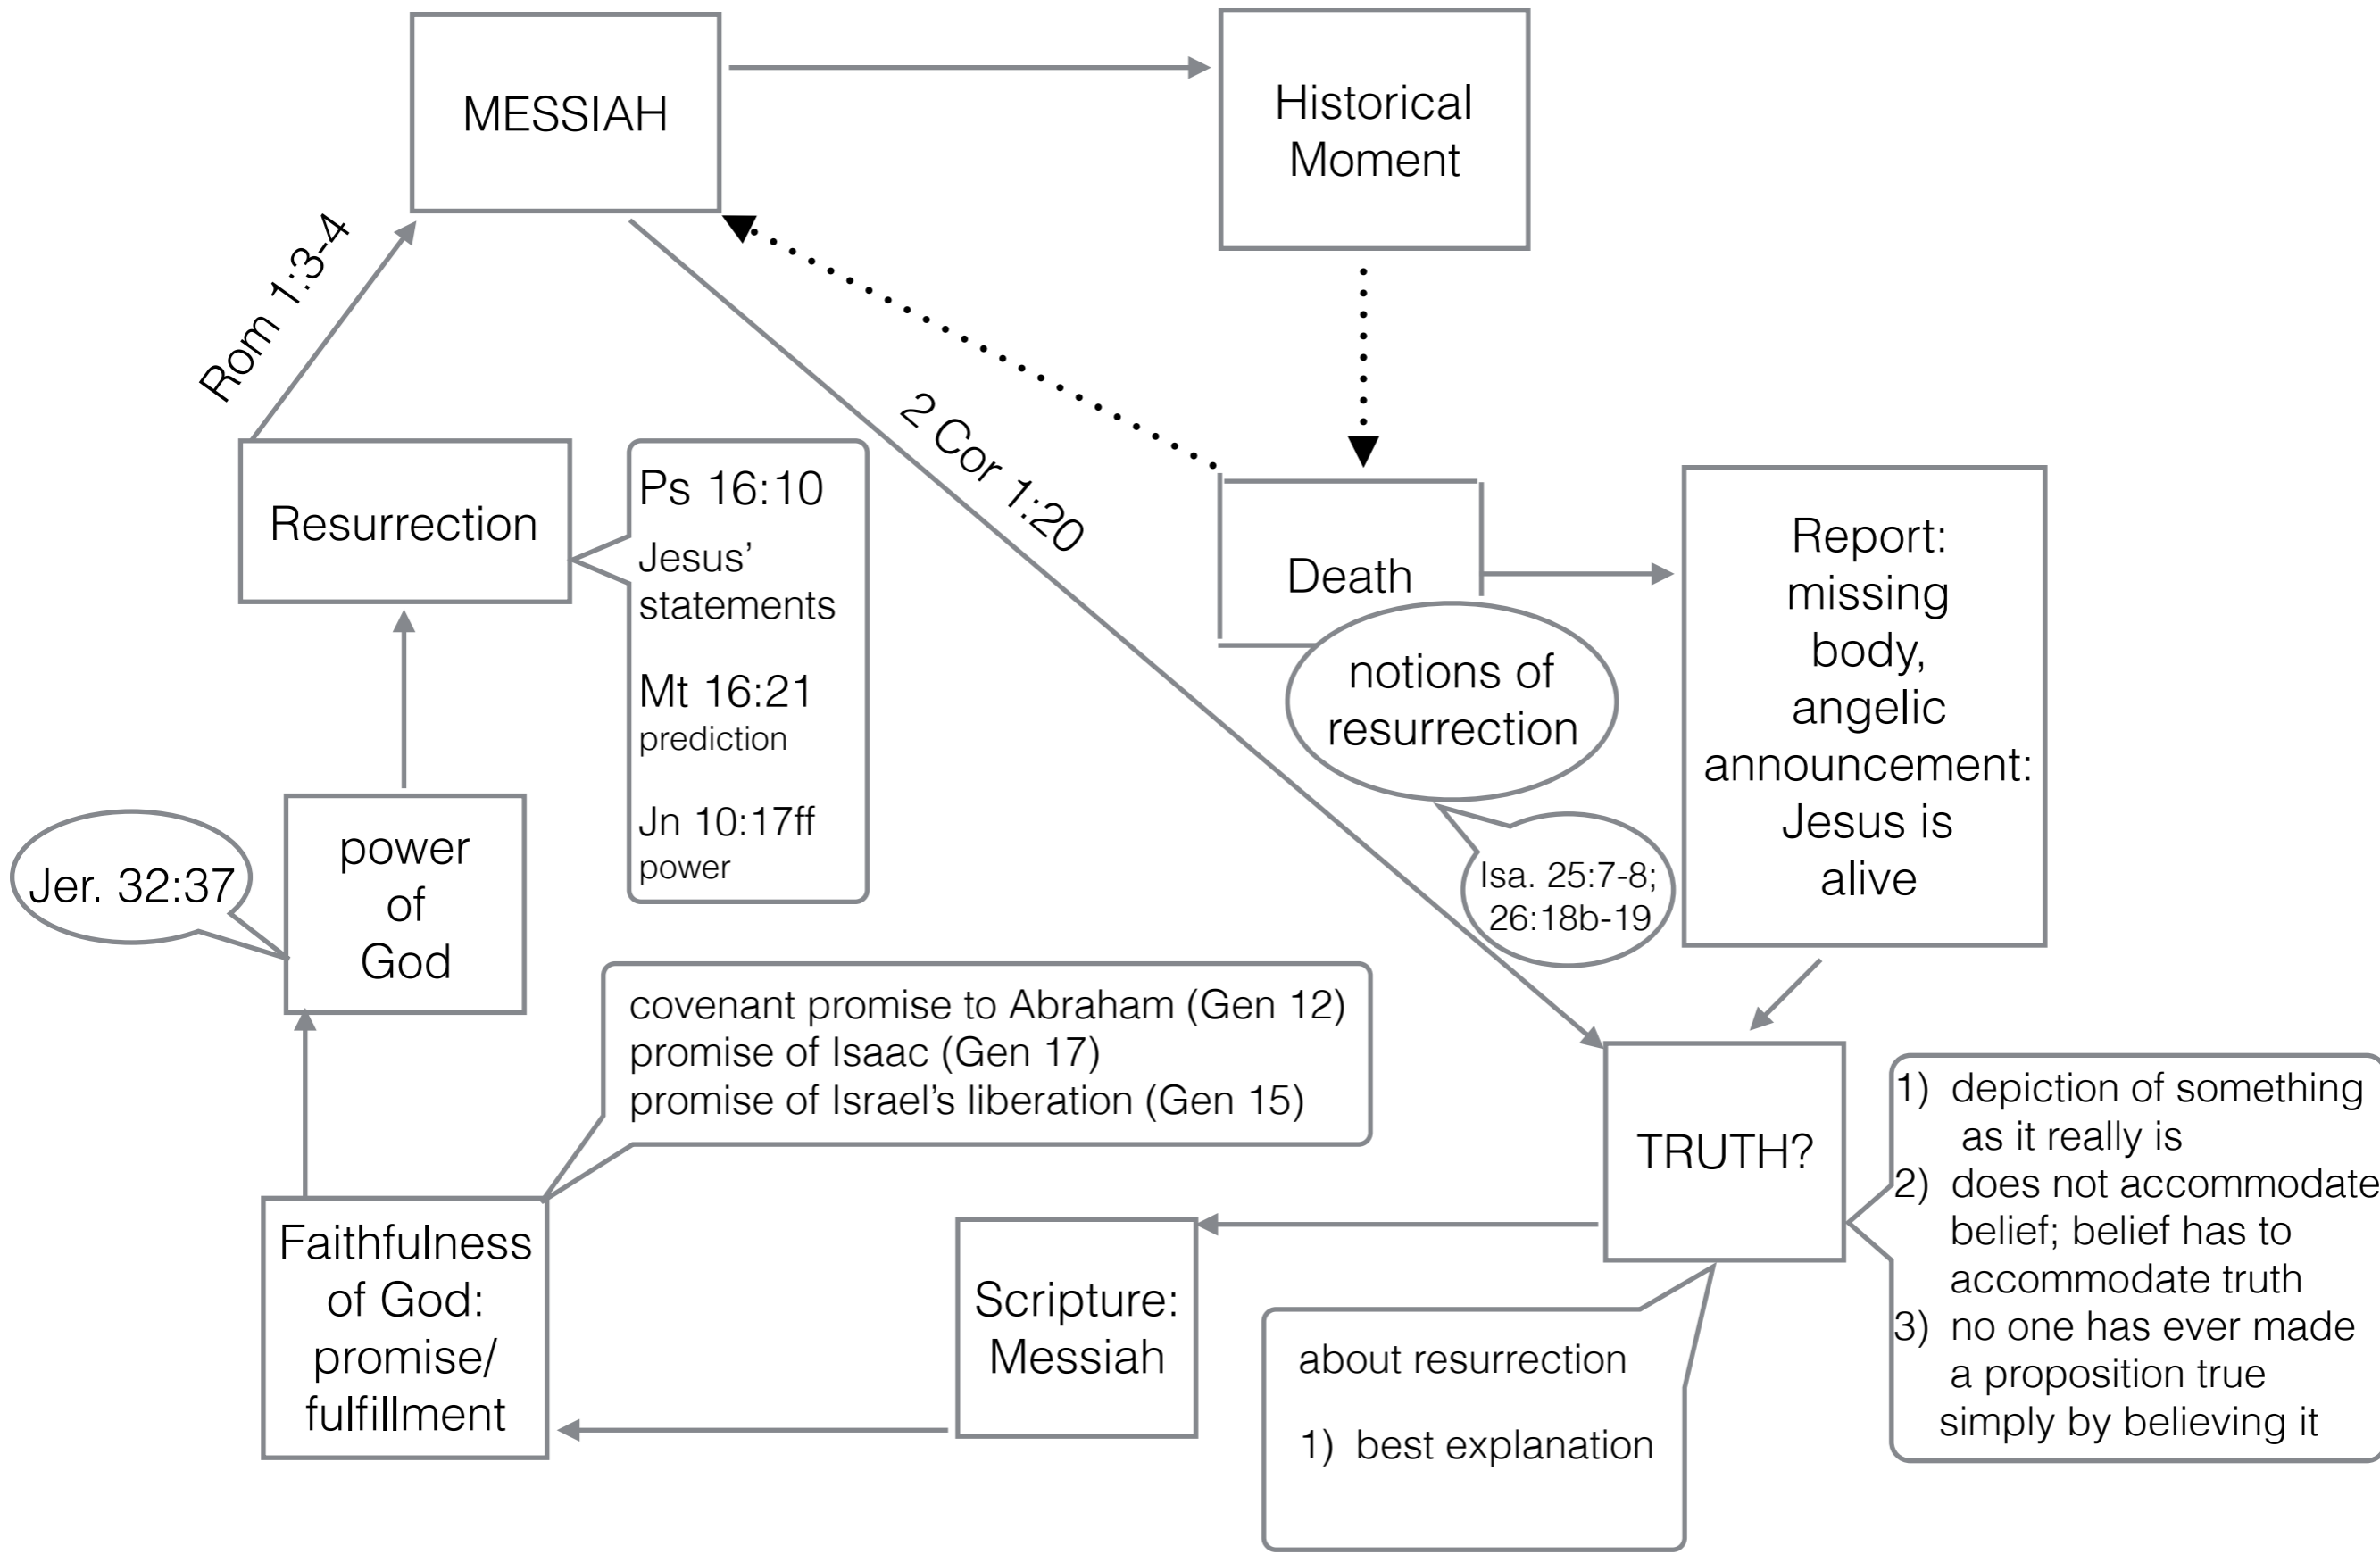 MESSIAH
Historical
Moment
Rom 1:3-4
2 Cor 1:20
Resurrection
Ps 16:10
Jesus’
statements
Mt 16:21
prediction
Jn 10:17ff
power
Death
notions of
resurrection
Isa. 25:7-8;
26:18b-19
Report:
missing
body,
angelic
announcement:
Jesus is
alive
Jer. 32:37
power
of
God
covenant promise to Abraham (Gen 12)
promise of Isaac (Gen 17)
promise of Israel’s liberation (Gen 15)
TRUTH?
1) depiction of something
as it really is
2) does not accommodate
belief; belief has to
accommodate truth
3) no one has ever made
a proposition true
simply by believing it
Faithfulness
of God:
promise/
fulfillment
Scripture:
Messiah
about resurrection
1) best explanation